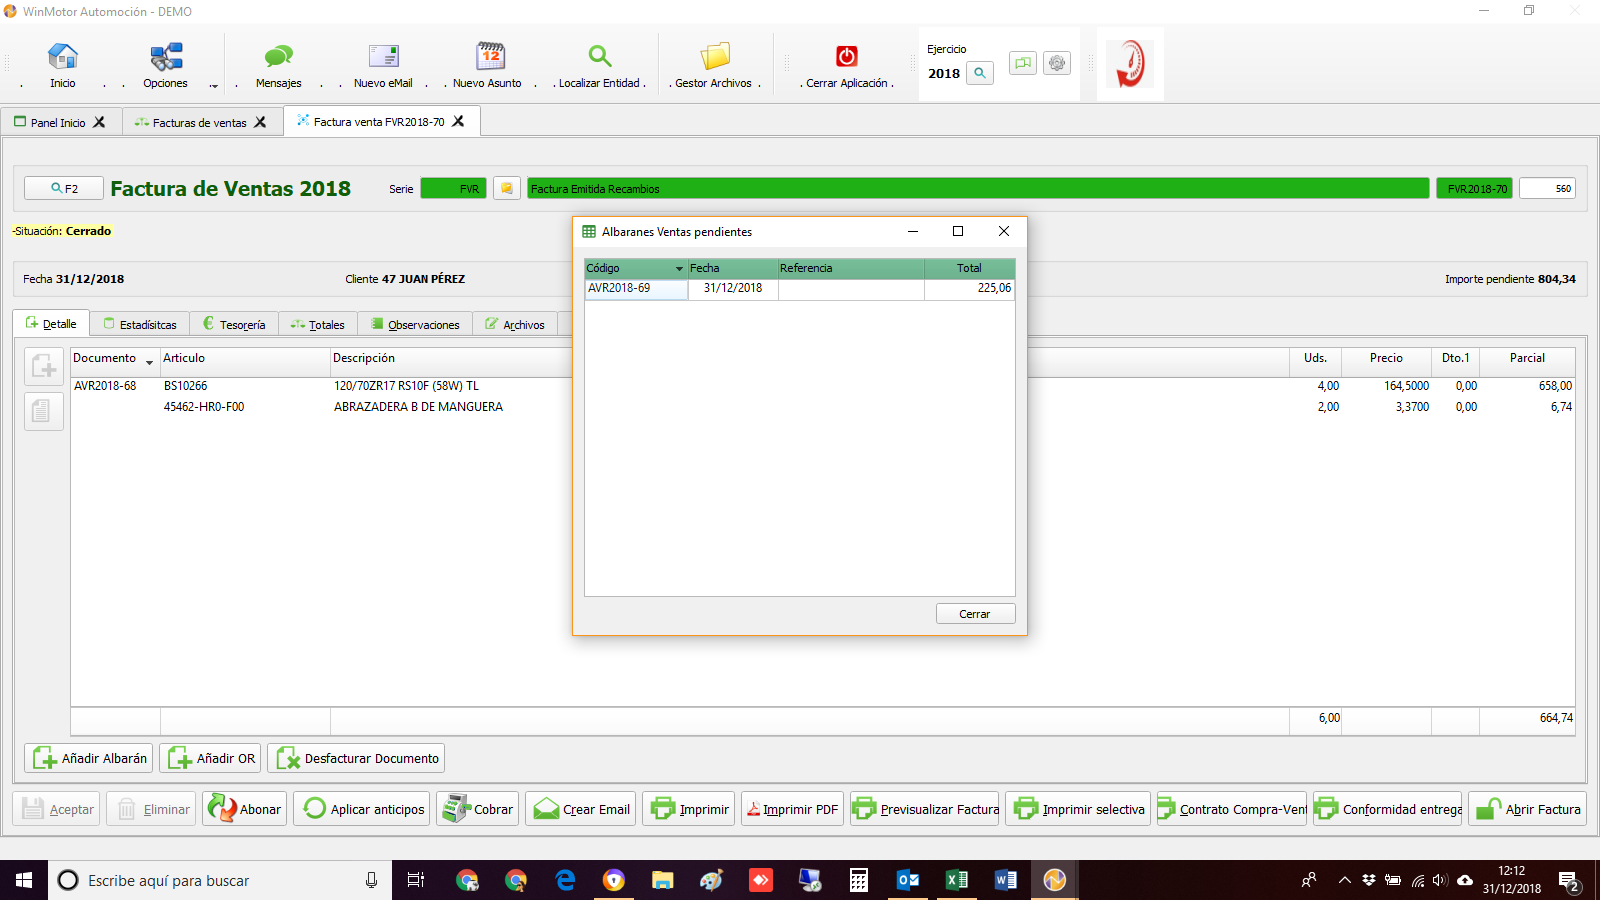 WinMotor Automoción - DEMO
Inicio
Opciones
Mensajes
Nuevo eMail
12
Nuevo Asunto
Localizar Entidad
Gestor Archivos
Cerrar Aplicación
Ejercicio
2018
Panel Inicio
Facturas de ventas
Factura venta FVR2018-70
F2
Factura de Ventas 2018
Serie
FVR
Factura Emitida Recambios
FVR2018-70
560
-Situación: Cerrado
Fecha 31/12/2018
Cliente 47 JUAN PÉREZ
Importe pendiente 804,34
Albaranes Ventas pendientes
Código Fecha Referencia Total
AVR2018-69 31/12/2018 225,06
Cerrar
Detalle
Estadísitcas
Tesorería
Totales
Observaciones
Archivos
Documento Articulo Descripción Uds. Precio Dto.1 Parcial
AVR2018-68 BS10266 120/70ZR17 RS10F (58W) TL 4,00 164,5000 0,00 658,00
45462-HR0-F00 ABRAZADERA B DE MANGUERA 2,00 3,3700 0,00 6,74
6,00 664,74
Añadir Albarán
Añadir OR
Desfacturar Documento
Aceptar
Eliminar
Abonar
Aplicar anticipos
Cobrar
Crear Email
Imprimir
Imprimir PDF
Previsualizar Factura
Imprimir selectiva
Contrato Compra-Vent
Conformidad entrega
Abrir Factura
Escribe aquí para buscar
12:12
31/12/2018
2